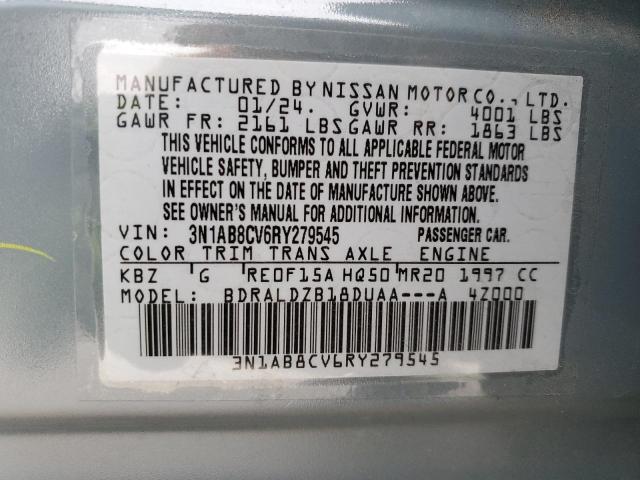 MANUFACTURED BY NISSAN MOTOR CO., LTD.
DATE: 01/24. GVWR: 4001 LBS
GAWR FR: 2161 LBS GAWR RR: 1863 LBS
THIS VEHICLE CONFORMS TO ALL APPLICABLE FEDERAL MOTOR
VEHICLE SAFETY, BUMPER AND THEFT PREVENTION STANDARDS
IN EFFECT ON THE DATE OF MANUFACTURE SHOWN ABOVE.
SEE OWNER'S MANUAL FOR ADDITIONAL INFORMATION.
VIN: 3N1AB8CV6RY279545 PASSENGER CAR.
COLOR TRIM TRANS AXLE ENGINE
KBZ G RE0F15A HQ50 MR20 1997 CC
MODEL: BDRALDZB18DUAA---A 4Z000
3N1AB8CV6RY279545